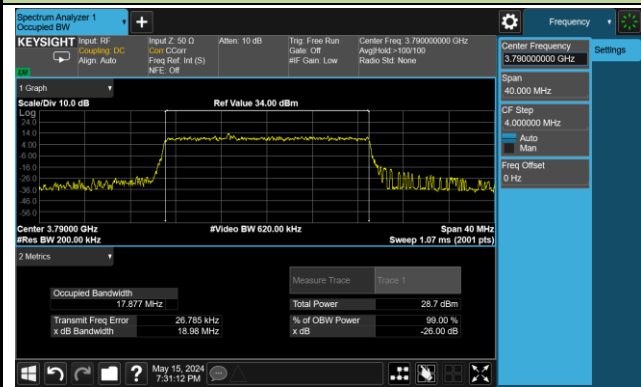 Spectrum Analyzer 1
Occupied BW
Frequency
KEYSIGHT
Input: RF
Coupling: DC
Align: Auto
Input Z: 50 Ω
Corr CCorr
Freq Ref: Int (S)
NFE: Off
Atten: 10 dB
Trig: Free Run
Gate: Off
#IF Gain: Low
Center Freq: 3.790000000 GHz
Avg|Hold:>100/100
Radio Std: None
Center Frequency
3.790000000 GHz
Settings
Span
40.000 MHz
CF Step
4.000000 MHz
Auto
Man
Freq Offset
0 Hz
1 Graph
Scale/Div 10.0 dB
Ref Value 34.00 dBm
Log
24.0
14.0
4.00
-6.00
-16.0
-26.0
-36.0
-46.0
-56.0
Center 3.79000 GHz
#Video BW 620.00 kHz
Span 40 MHz
#Res BW 200.00 kHz
Sweep 1.07 ms (2001 pts)
2 Metrics
Measure Trace
Trace 1
Occupied Bandwidth
17.877 MHz
Total Power
28.7 dBm
Transmit Freq Error
26.785 kHz
% of OBW Power
99.00 %
x dB Bandwidth
18.98 MHz
x dB
-26.00 dB
May 15, 2024
7:31:12 PM